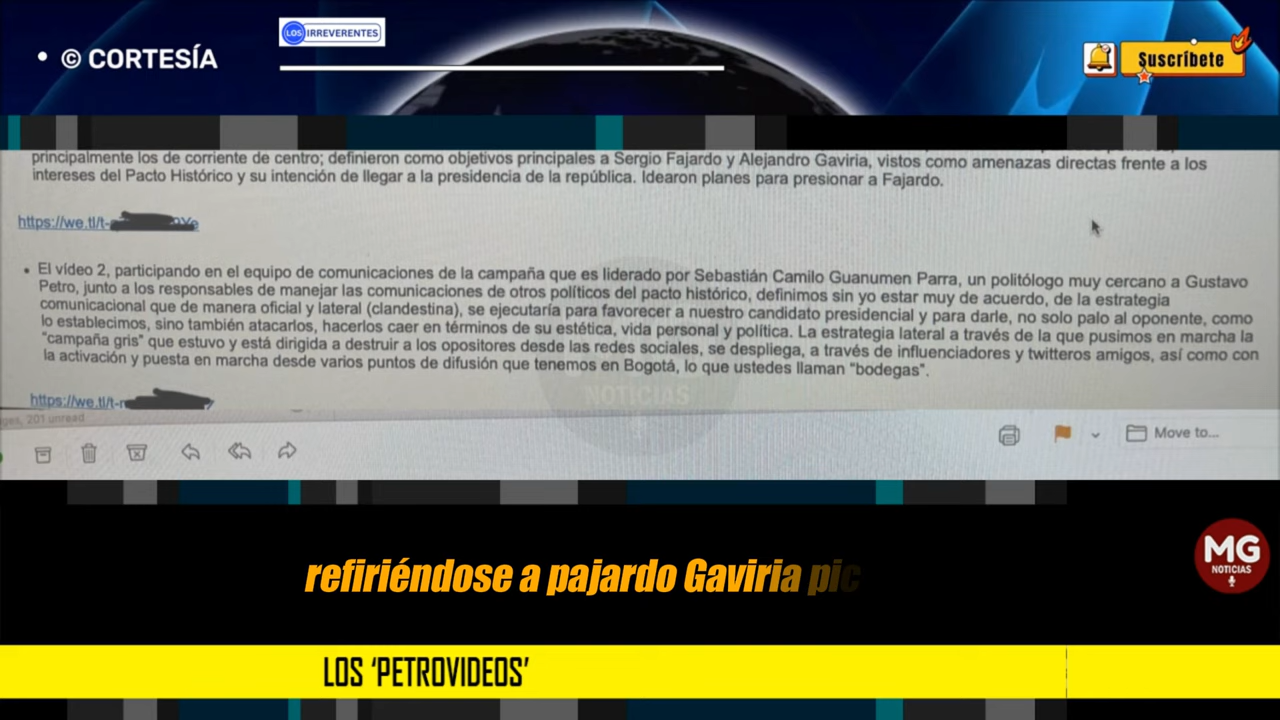 • © CORTESÍA
LOS IRREVERENTES
Suscríbete
principalmente los de corriente de centro; definieron como objetivos principales a Sergio Fajardo y Alejandro Gaviria, vistos como amenazas directas frente a los
intereses del Pacto Histórico y su intención de llegar a la presidencia de la república. Idearon planes para presionar a Fajardo.
https://we.tl/t-
• El vídeo 2, participando en el equipo de comunicaciones de la campaña que es liderado por Sebastián Camilo Guanumen Parra, un politólogo muy cercano a Gustavo
Petro, junto a los responsables de manejar las comunicaciones de otros políticos del pacto histórico, definimos sin yo estar muy de acuerdo, de la estrategia
comunicacional que de manera oficial y lateral (clandestina), se ejecutaría para favorecer a nuestro candidato presidencial y para darle, no solo palo al oponente, como
lo establecimos, sino también atacarlos, hacerlos caer en términos de su estética, vida personal y política. La estrategia lateral a través de la que pusimos en marcha la
"campaña gris" que estuvo y está dirigida a destruir a los opositores desde las redes sociales, se despliega, a través de influenciadores y twitteros amigos, así como con
la activación y puesta en marcha desde varios puntos de difusión que tenemos en Bogotá, lo que ustedes llaman "bodegas".
NOTICIAS
https://we.tl/t-
201 unread
Move to...
refiriéndose a pajardo Gaviria pic
MG
NOTICIAS
LOS ‘PETROVIDEOS’